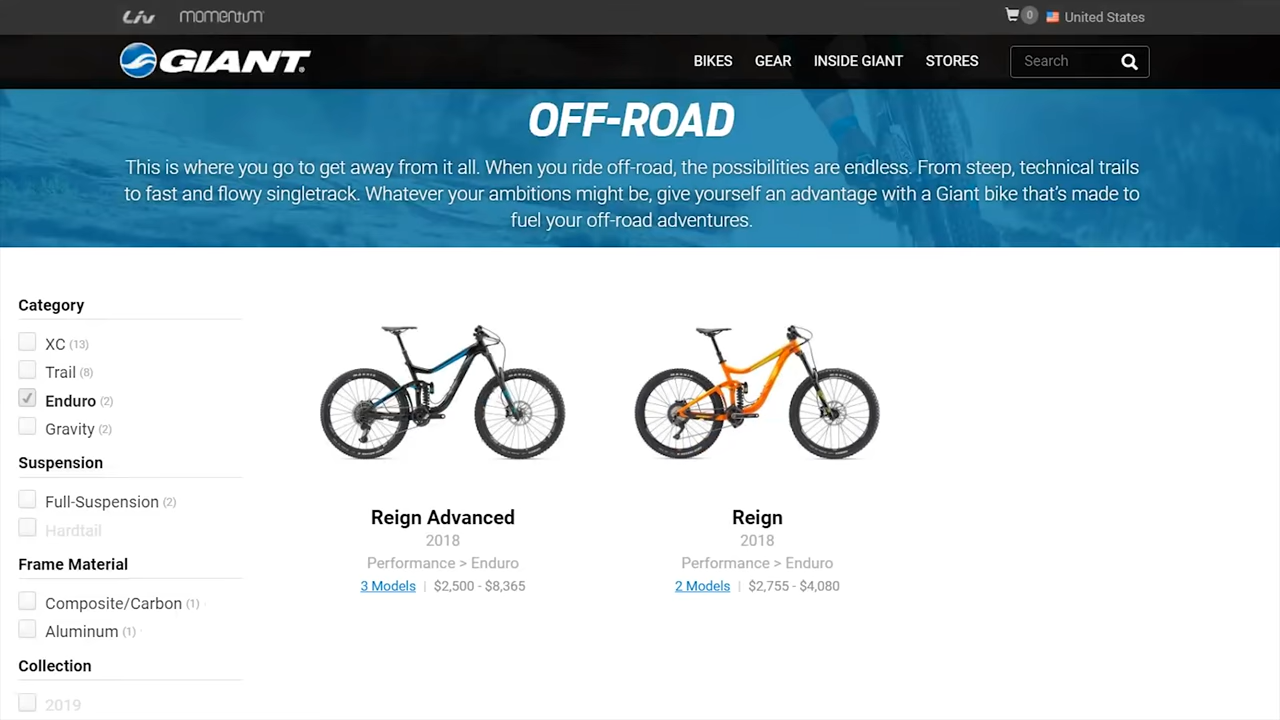 Liv momentum
0 United States
GIANT
BIKES GEAR INSIDE GIANT STORES Search
OFF-ROAD
This is where you go to get away from it all. When you ride off-road, the possibilities are endless. From steep, technical trails
to fast and flowy singletrack. Whatever your ambitions might be, give yourself an advantage with a Giant bike that's made to
fuel your off-road adventures.
Category
XC (13)
Trail (8)
Enduro (2)
Gravity (2)
Suspension
Full-Suspension (2)
Hardtail
Frame Material
Composite/Carbon (1)
Aluminum (1)
Collection
2019
Reign Advanced
2018
Performance > Enduro
3 Models | $2,500 - $8,365
Reign
2018
Performance > Enduro
2 Models | $2,755 - $4,080